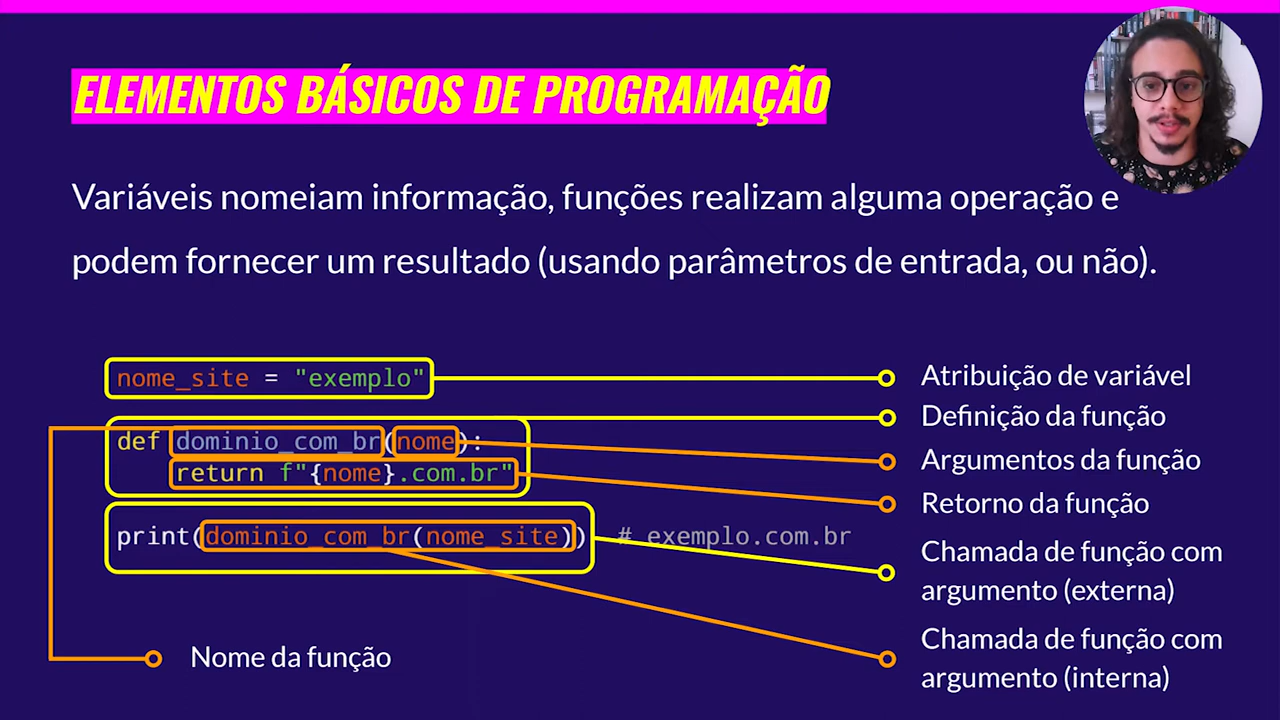 ELEMENTOS BÁSICOS DE PROGRAMAÇÃO
Variáveis nomeiam informação, funções realizam alguma operação e
podem fornecer um resultado (usando parâmetros de entrada, ou não).
nome_site = "exemplo"
def dominio_com_br(nome):
return f"{nome}.com.br"
print(dominio_com_br(nome_site)) # exemplo.com.br
Atribuição de variável
Definição da função
Argumentos da função
Retorno da função
Chamada de função com
argumento (externa)
Chamada de função com
argumento (interna)
Nome da função